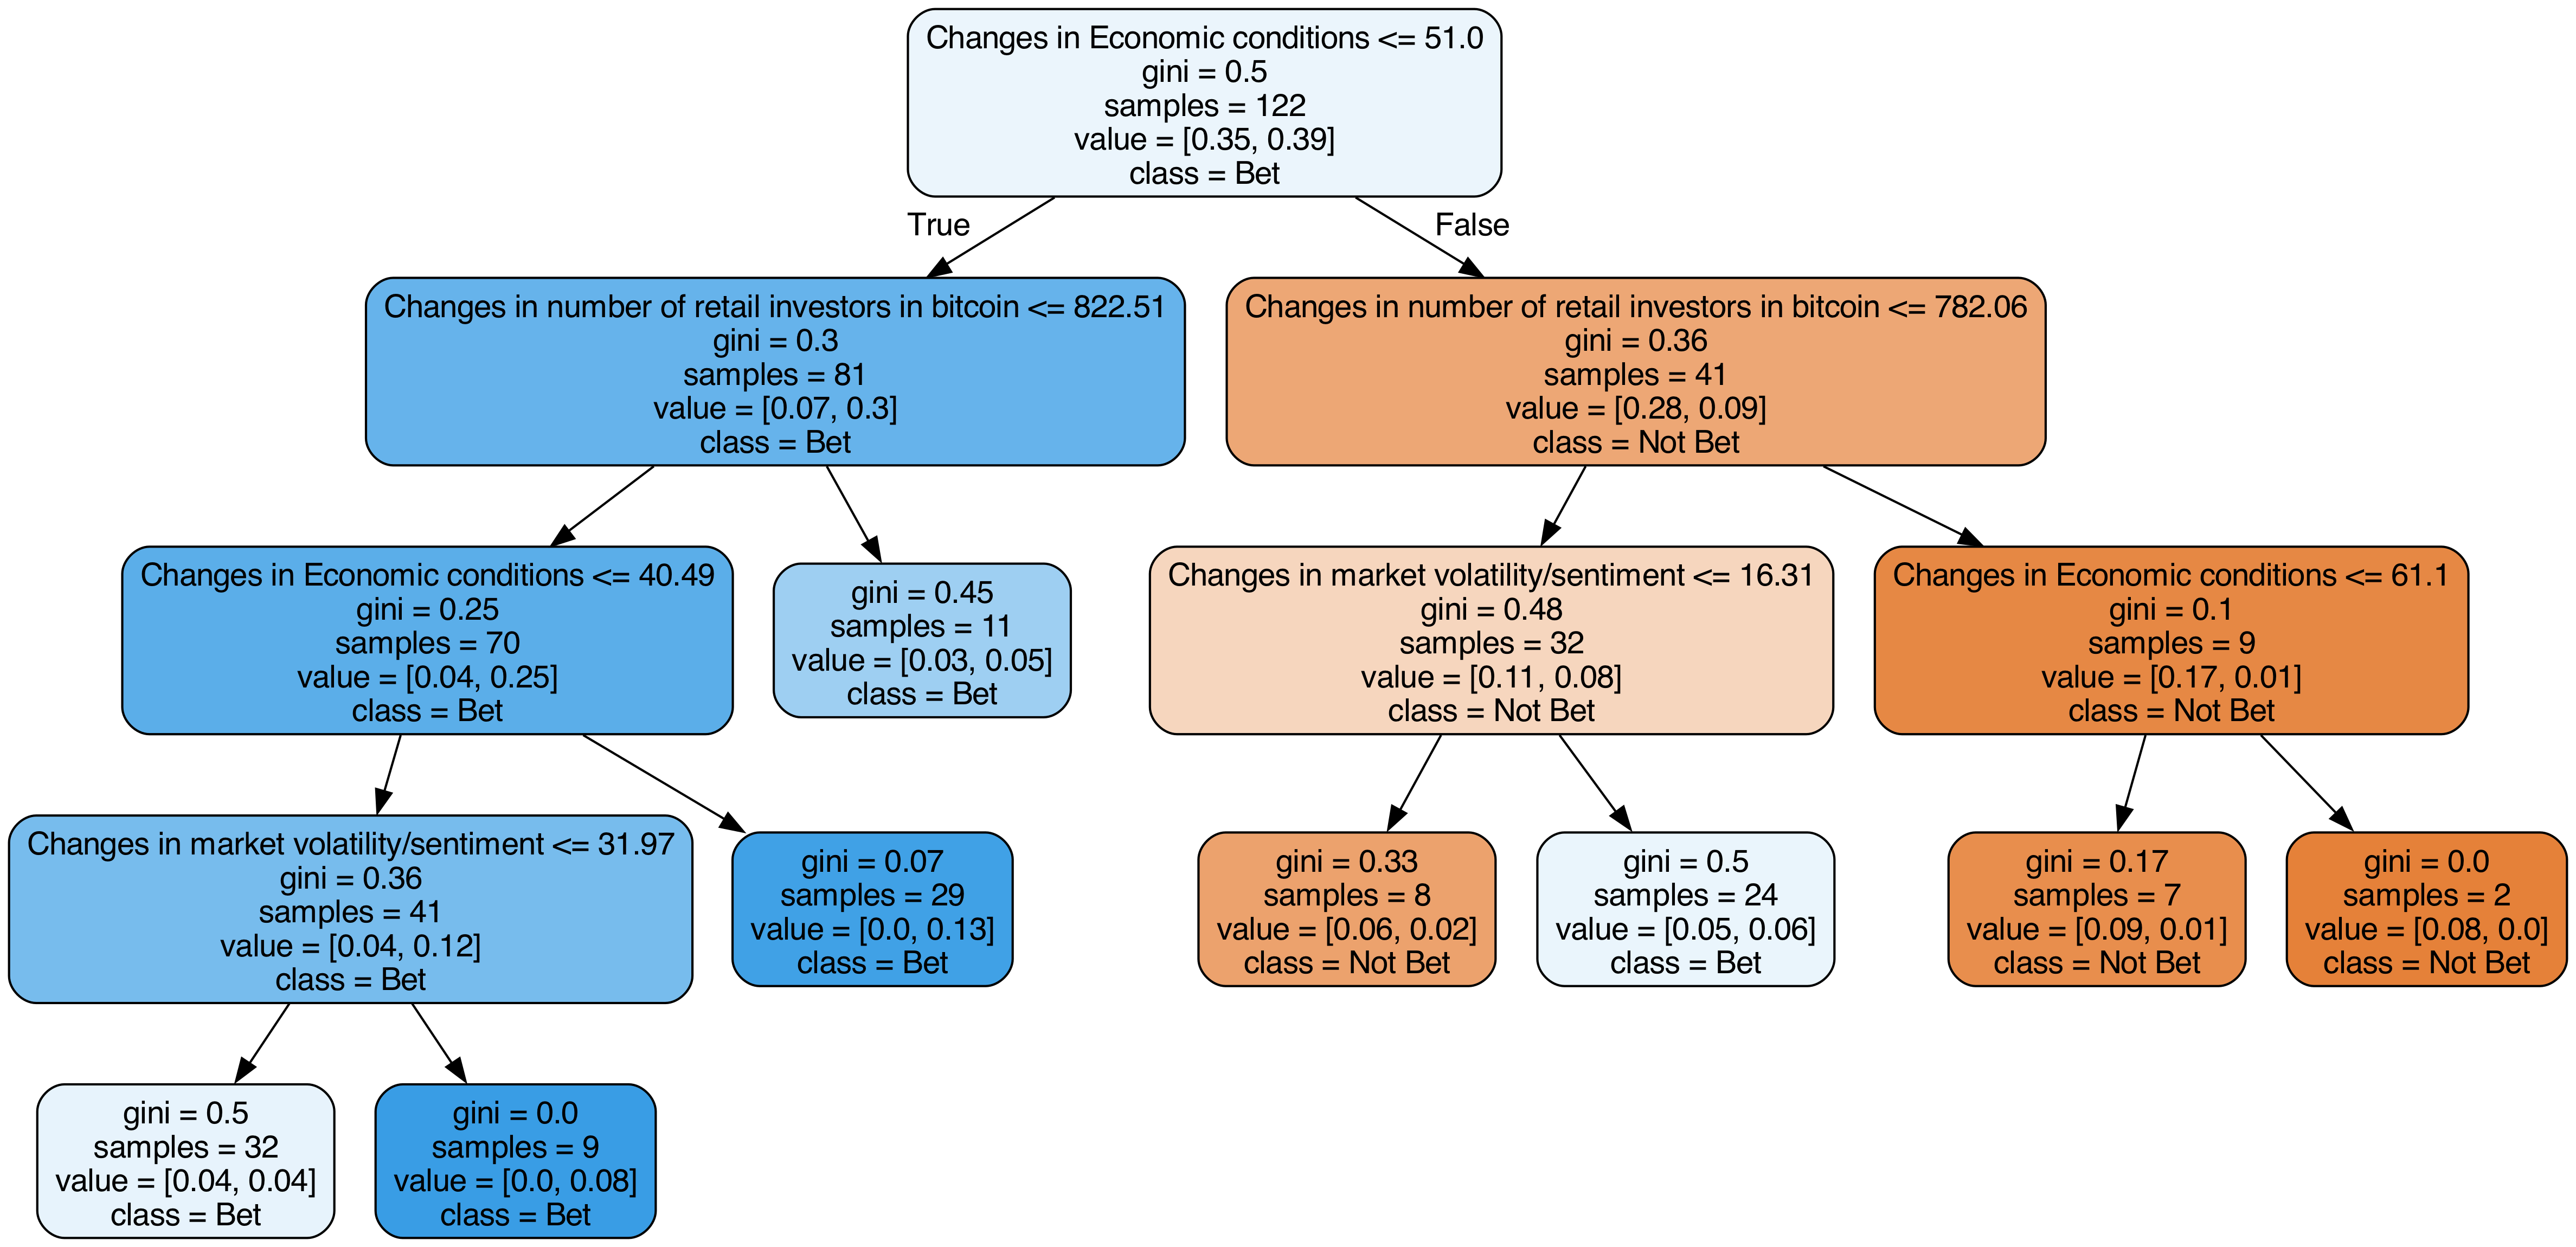 Changes in Economic conditions <= 51.0
gini = 0.5
samples = 122
value = [0.35, 0.39]
class = Bet
True
False
Changes in number of retail investors in bitcoin <= 822.51
gini = 0.3
samples = 81
value = [0.07, 0.3]
class = Bet
Changes in number of retail investors in bitcoin <= 782.06
gini = 0.36
samples = 41
value = [0.28, 0.09]
class = Not Bet
Changes in Economic conditions <= 40.49
gini = 0.25
samples = 70
value = [0.04, 0.25]
class = Bet
gini = 0.45
samples = 11
value = [0.03, 0.05]
class = Bet
Changes in market volatility/sentiment <= 16.31
gini = 0.48
samples = 32
value = [0.11, 0.08]
class = Not Bet
Changes in Economic conditions <= 61.1
gini = 0.1
samples = 9
value = [0.17, 0.01]
class = Not Bet
Changes in market volatility/sentiment <= 31.97
gini = 0.36
samples = 41
value = [0.04, 0.12]
class = Bet
gini = 0.07
samples = 29
value = [0.0, 0.13]
class = Bet
gini = 0.33
samples = 8
value = [0.06, 0.02]
class = Not Bet
gini = 0.5
samples = 24
value = [0.05, 0.06]
class = Bet
gini = 0.17
samples = 7
value = [0.09, 0.01]
class = Not Bet
gini = 0.0
samples = 2
value = [0.08, 0.0]
class = Not Bet
gini = 0.5
samples = 32
value = [0.04, 0.04]
class = Bet
gini = 0.0
samples = 9
value = [0.0, 0.08]
class = Bet